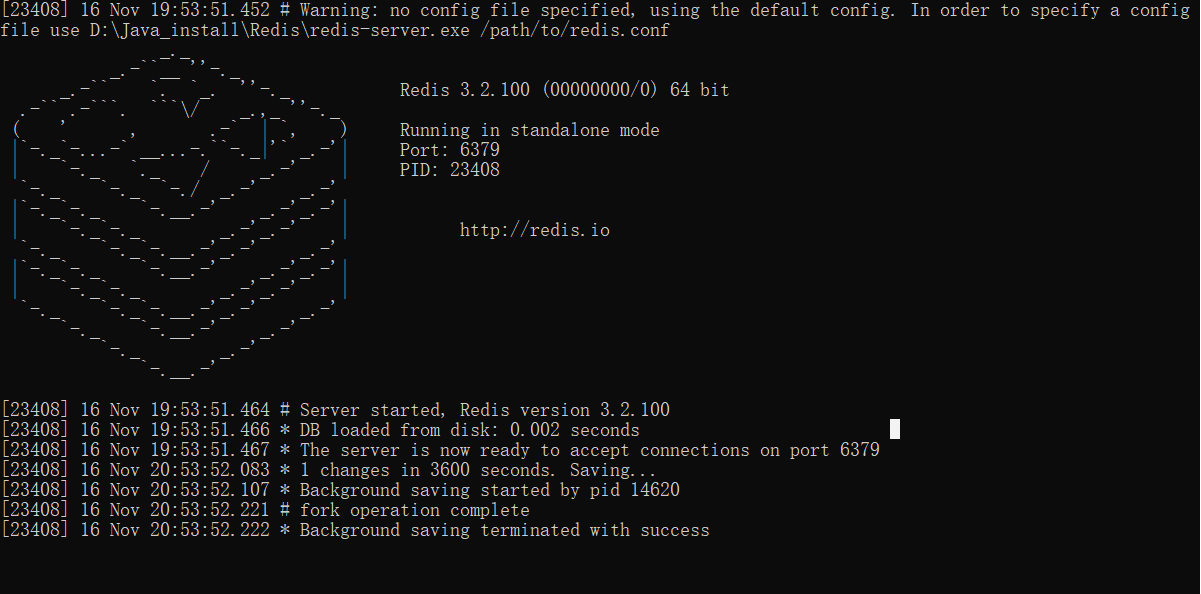 [23408] 16 Nov 19:53:51.452 # Warning: no config file specified, using the default config. In order to specify a config
file use D:\Java_install\Redis\redis-server.exe /path/to/redis.conf
Redis 3.2.100 (00000000/0) 64 bit
Running in standalone mode
Port: 6379
PID: 23408
http://redis.io
[23408] 16 Nov 19:53:51.464 # Server started, Redis version 3.2.100
[23408] 16 Nov 19:53:51.466 * DB loaded from disk: 0.002 seconds
[23408] 16 Nov 19:53:51.467 * The server is now ready to accept connections on port 6379
[23408] 16 Nov 20:53:52.083 * 1 changes in 3600 seconds. Saving...
[23408] 16 Nov 20:53:52.107 * Background saving started by pid 14620
[23408] 16 Nov 20:53:52.221 # fork operation complete
[23408] 16 Nov 20:53:52.222 * Background saving terminated with success